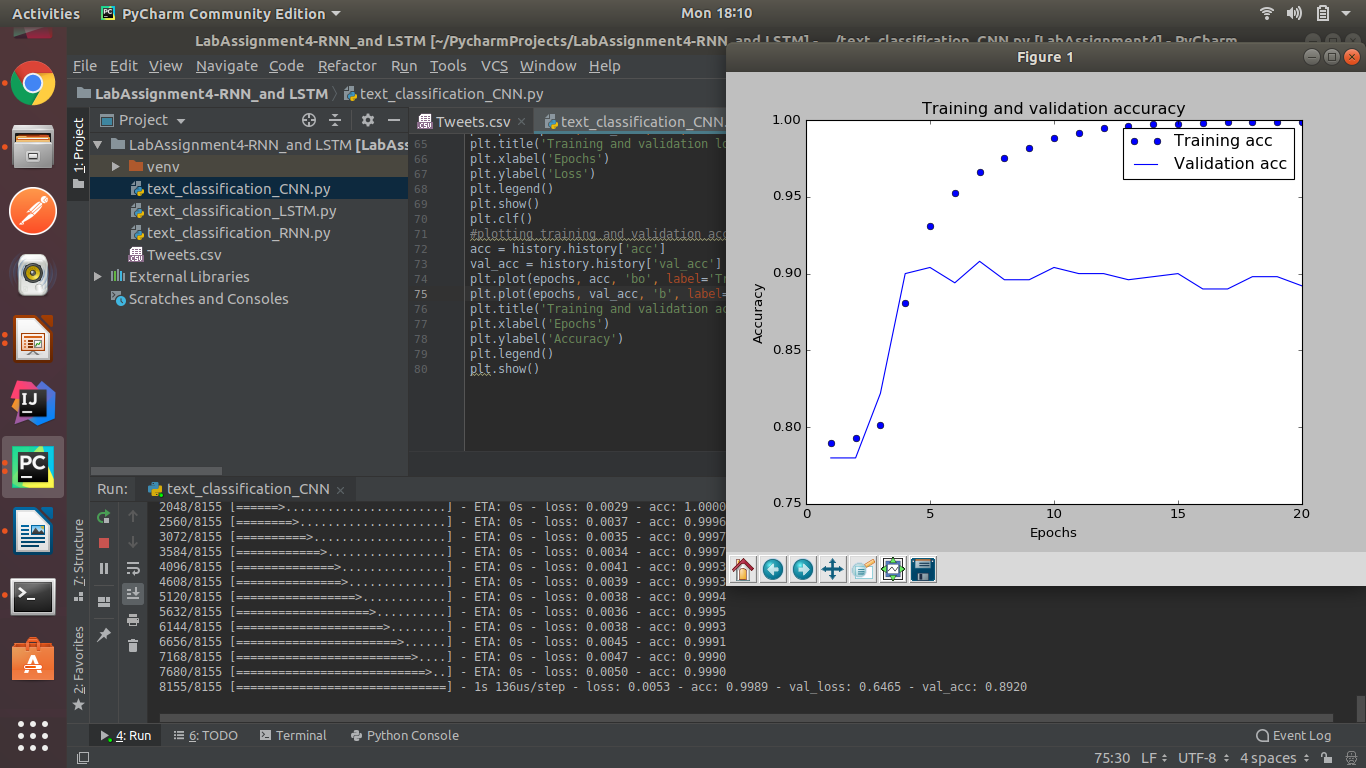 Activities PyCharm Community Edition Mon 18:10
LabAssignment4-RNN_and LSTM [~/PycharmProjects/LabAssignment4-RNN_and LSTM] - .../text_classification_CNN.py [LabAssignment4] - PyCharm
File Edit View Navigate Code Refactor Run Tools VCS Window Help
LabAssignment4-RNN_and LSTM text_classification_CNN.py
1: Project
Project
LabAssignment4-RNN_and LSTM [LabAss
venv
text_classification_CNN.py
text_classification_LSTM.py
text_classification_RNN.py
Tweets.csv
External Libraries
Scratches and Consoles
Tweets.csv text_classification_CNN.
65 plt.title('Training and validation lo
66 plt.xlabel('Epochs')
67 plt.ylabel('Loss')
68 plt.legend()
69 plt.show()
70 plt.clf()
71 #plotting training and validation acc
72 acc = history.history['acc']
73 val_acc = history.history['val_acc']
74 plt.plot(epochs, acc, 'bo', label='Tr
75 plt.plot(epochs, val_acc, 'b', label=
76 plt.title('Training and validation ac
77 plt.xlabel('Epochs')
78 plt.ylabel('Accuracy')
79 plt.legend()
80 plt.show()
Figure 1
Training and validation accuracy
Training acc
Validation acc
1.00
0.95
0.90
0.85
0.80
0.75
Accuracy
0 5 10 15 20
Epochs
Run: text_classification_CNN
2048/8155 [======>.......................] - ETA: 0s - loss: 0.0029 - acc: 1.0000
2560/8155 [========>.....................] - ETA: 0s - loss: 0.0037 - acc: 0.9996
3072/8155 [==========>...................] - ETA: 0s - loss: 0.0035 - acc: 0.9997
3584/8155 [============>.................] - ETA: 0s - loss: 0.0034 - acc: 0.9997
4096/8155 [==============>...............] - ETA: 0s - loss: 0.0041 - acc: 0.9993
4608/8155 [===============>..............] - ETA: 0s - loss: 0.0039 - acc: 0.9993
5120/8155 [=================>............] - ETA: 0s - loss: 0.0038 - acc: 0.9994
5632/8155 [===================>..........] - ETA: 0s - loss: 0.0036 - acc: 0.9995
6144/8155 [=====================>........] - ETA: 0s - loss: 0.0038 - acc: 0.9993
6656/8155 [=======================>......] - ETA: 0s - loss: 0.0045 - acc: 0.9991
7168/8155 [=========================>....] - ETA: 0s - loss: 0.0047 - acc: 0.9990
7680/8155 [===========================>..] - ETA: 0s - loss: 0.0050 - acc: 0.9990
8155/8155 [==============================] - 1s 136us/step - loss: 0.0053 - acc: 0.9989 - val_loss: 0.6465 - val_acc: 0.8920
7: Structure
2: Favorites
4: Run 6: TODO Terminal Python Console Event Log
75:30 LF UTF-8 4 spaces